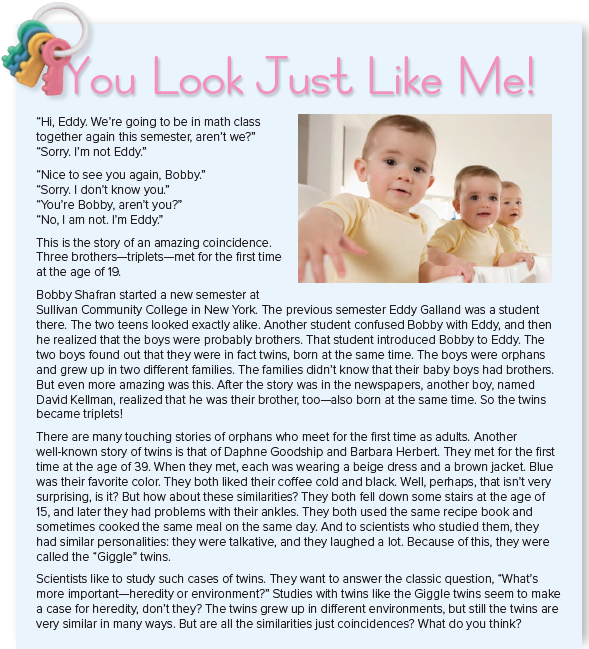 You Look Just Like Me!
“Hi, Eddy. We’re going to be in math class
together again this semester, aren’t we?”
“Sorry. I’m not Eddy.”
“Nice to see you again, Bobby.”
“Sorry. I don’t know you.”
“You’re Bobby, aren’t you?”
“No, I am not. I’m Eddy.”
This is the story of an amazing coincidence.
Three brothers—triplets—met for the first time
at the age of 19.
Bobby Shafran started a new semester at
Sullivan Community College in New York. The previous semester Eddy Galland was a student
there. The two teens looked exactly alike. Another student confused Bobby with Eddy, and then
he realized that the boys were probably brothers. That student introduced Bobby to Eddy. The
two boys found out that they were in fact twins, born at the same time. The boys were orphans
and grew up in two different families. The families didn’t know that their baby boys had brothers.
But even more amazing was this. After the story was in the newspapers, another boy, named
David Kellman, realized that he was their brother, too—also born at the same time. So the twins
became triplets!
There are many touching stories of orphans who meet for the first time as adults. Another
well-known story of twins is that of Daphne Goodship and Barbara Herbert. They met for the first
time at the age of 39. When they met, each was wearing a beige dress and a brown jacket. Blue
was their favorite color. They both liked their coffee cold and black. Well, perhaps, that isn’t very
surprising, is it? But how about these similarities? They both fell down some stairs at the age of
15, and later they had problems with their ankles. They both used the same recipe book and
sometimes cooked the same meal on the same day. And to scientists who studied them, they
had similar personalities: they were talkative, and they laughed a lot. Because of this, they were
called the “Giggle” twins.
Scientists like to study such cases of twins. They want to answer the classic question, “What’s
more important—heredity or environment?” Studies with twins like the Giggle twins seem to make
a case for heredity, don’t they? The twins grew up in different environments, but still the twins are
very similar in many ways. But are all the similarities just coincidences? What do you think?